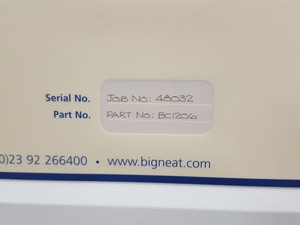 Serial No. JOB NO: 48032
Part No. PART NO: BC1206
0)23 92 266400 • www.bigneat.com